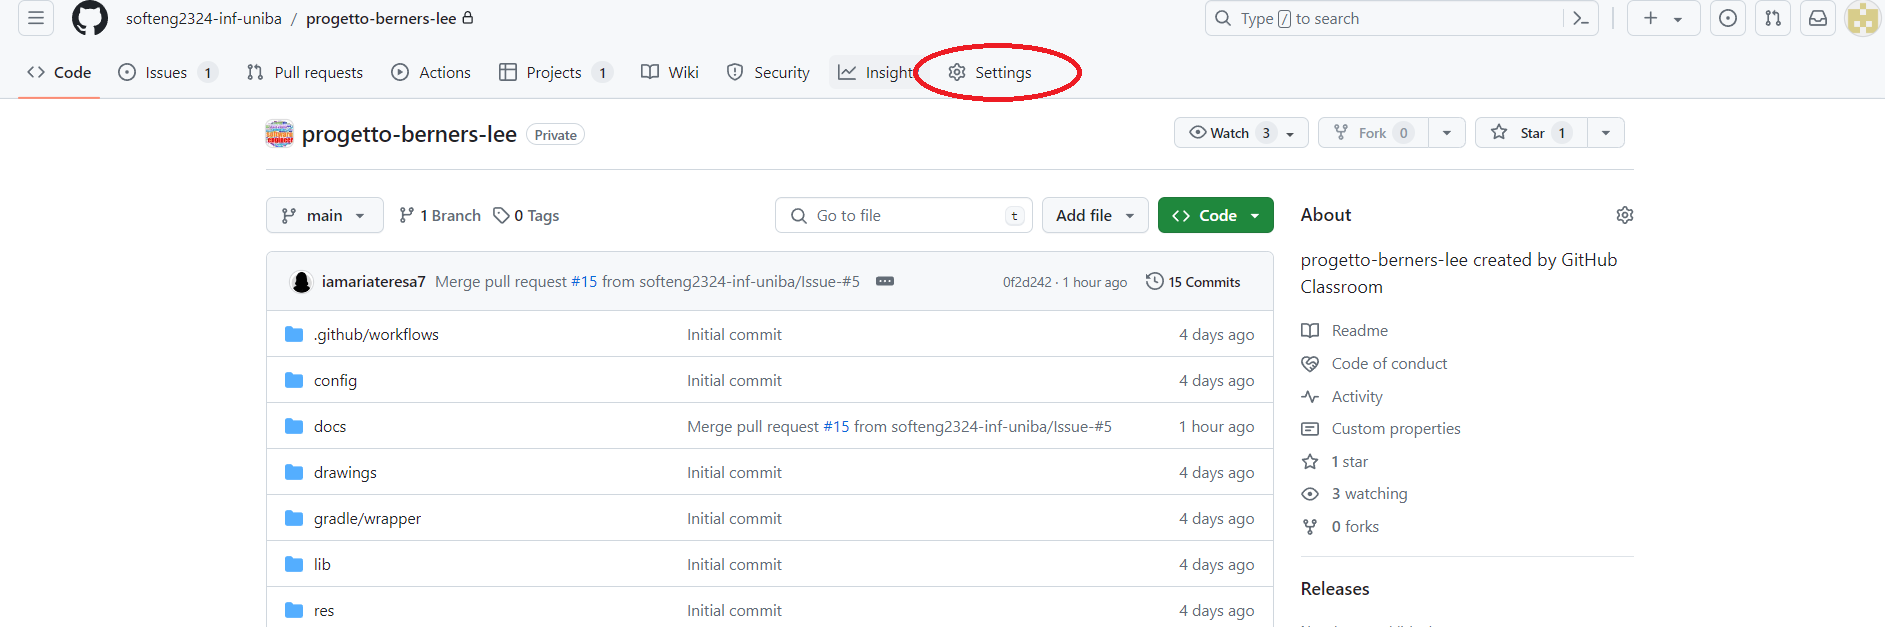 softeng2324-inf-uniba / progetto-berners-lee
Type / to search
Code Issues 1 Pull requests Actions Projects 1 Wiki Security Insight Settings
progetto-berners-lee Private
Watch 3 Fork 0 Star 1
main 1 Branch 0 Tags Go to file t Add file Code
iamariateresa7 Merge pull request #15 from softeng2324-inf-uniba/Issue-#5 0f2d242 · 1 hour ago 15 Commits
.github/workflows Initial commit 4 days ago
config Initial commit 4 days ago
docs Merge pull request #15 from softeng2324-inf-uniba/Issue-#5 1 hour ago
drawings Initial commit 4 days ago
gradle/wrapper Initial commit 4 days ago
lib Initial commit 4 days ago
res Initial commit 4 days ago
About
progetto-berners-lee created by GitHub
Classroom
Readme
Code of conduct
Activity
Custom properties
1 star
3 watching
0 forks
Releases